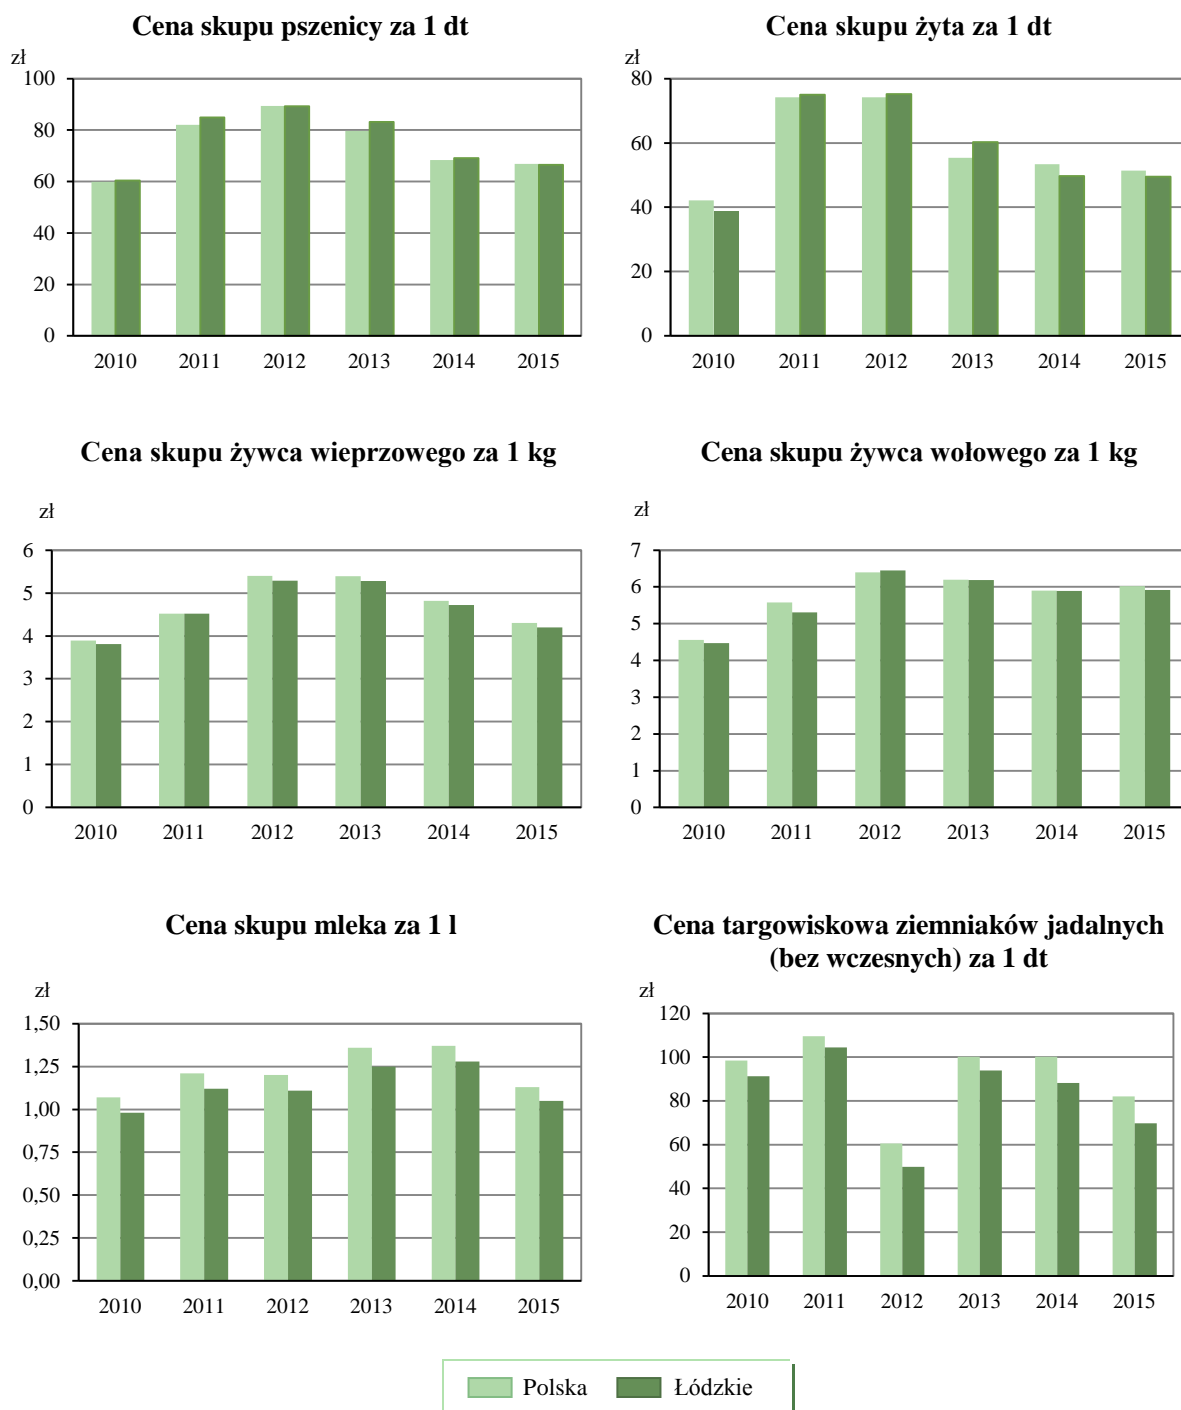 Cena skupu pszenicy za 1 dt
zł
100
80
60
40
20
0
2010 2011 2012 2013 2014 2015
Cena skupu żyta za 1 dt
zł
80
60
40
20
0
2010 2011 2012 2013 2014 2015
Cena skupu żywca wieprzowego za 1 kg
zł
6
5
4
3
2
1
0
2010 2011 2012 2013 2014 2015
Cena skupu żywca wołowego za 1 kg
zł
7
6
5
4
3
2
1
0
2010 2011 2012 2013 2014 2015
Cena skupu mleka za 1 l
zł
1,50
1,25
1,00
0,75
0,50
0,25
0,00
2010 2011 2012 2013 2014 2015
Cena targowiskowa ziemniaków jadalnych
(bez wczesnych) za 1 dt
zł
120
100
80
60
40
20
0
2010 2011 2012 2013 2014 2015
Polska Łódzkie